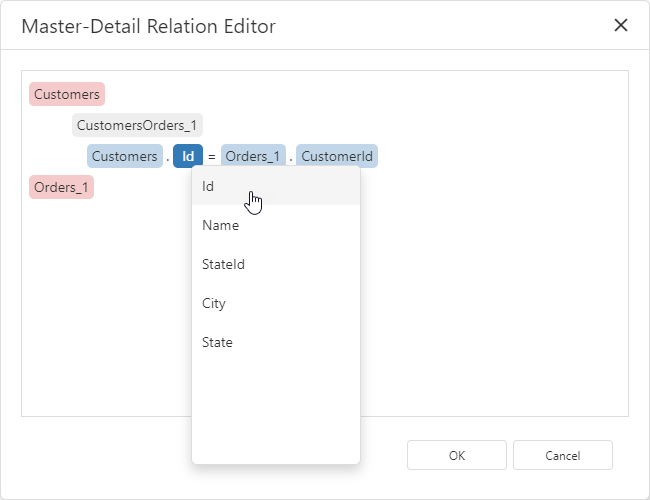 Master-Detail Relation Editor
Customers
CustomersOrders_1
Customers . Id = Orders_1 . CustomerId
Orders_1
Id
Name
StateId
City
State
OK Cancel